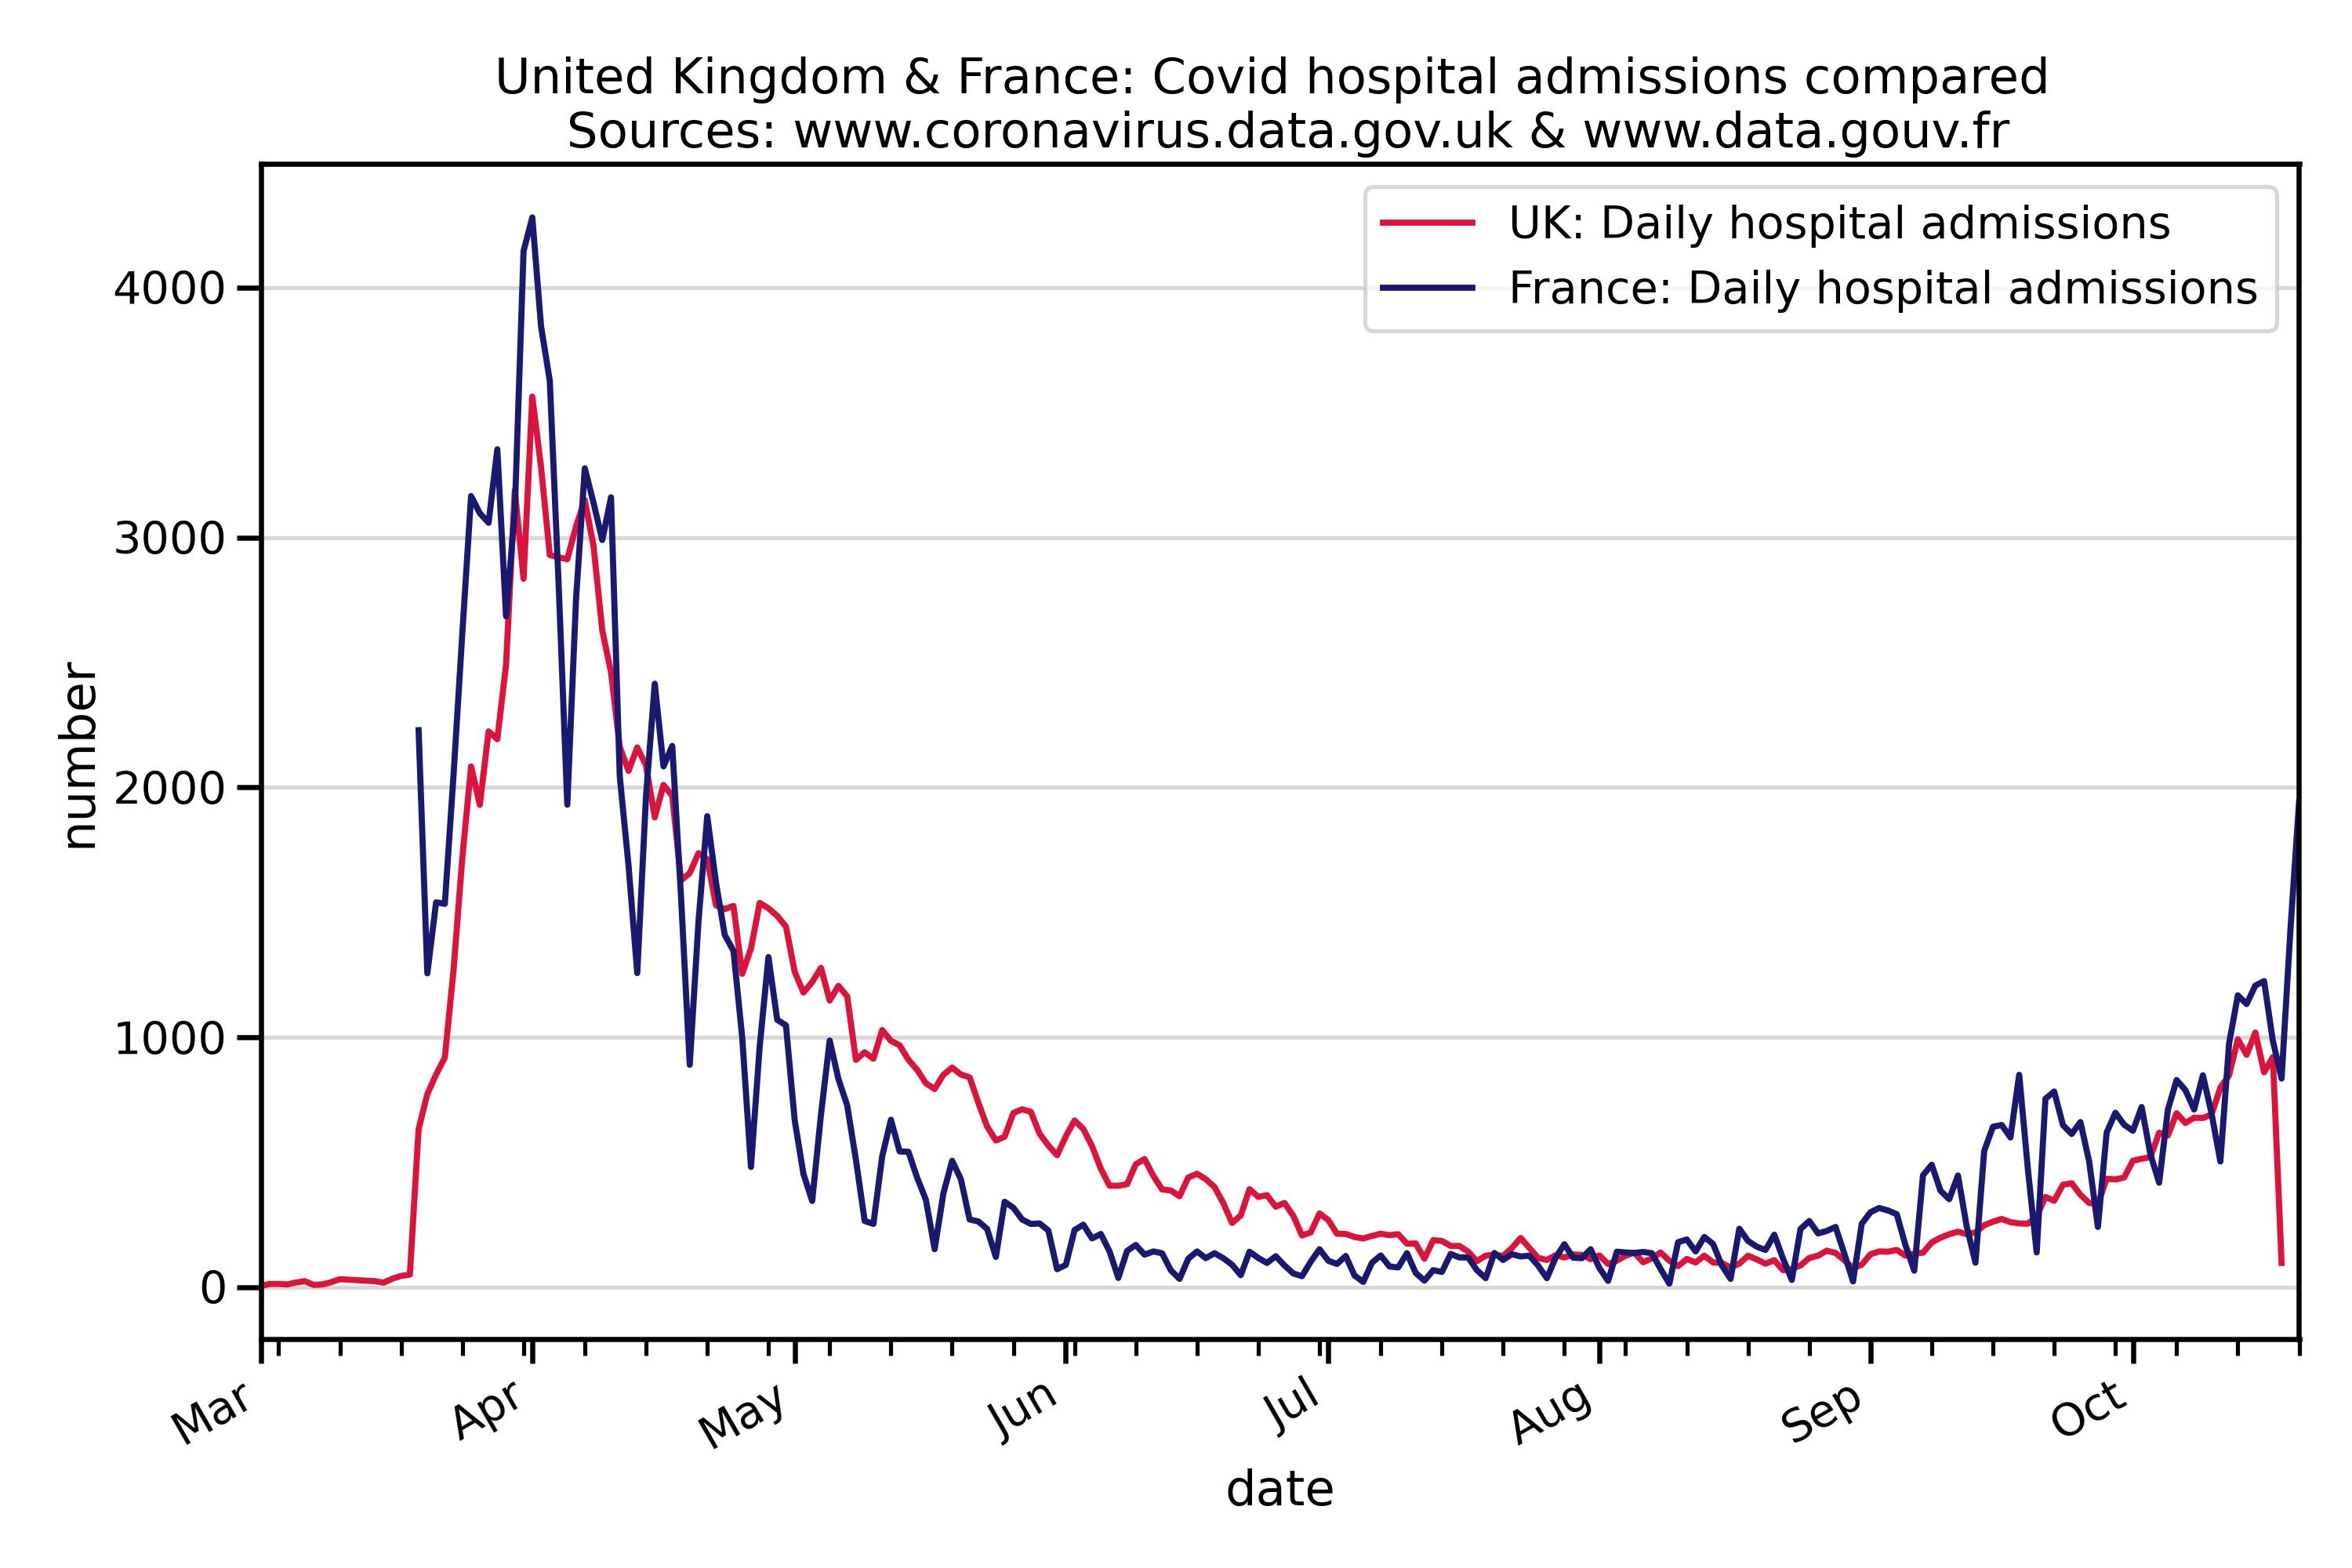 United Kingdom & France: Covid hospital admissions compared
Sources: www.coronavirus.data.gov.uk & www.data.gouv.fr
UK: Daily hospital admissions
France: Daily hospital admissions
4000
3000
2000
1000
0
number
Mar
Apr
May
Jun
Jul
Aug
Sep
Oct
date